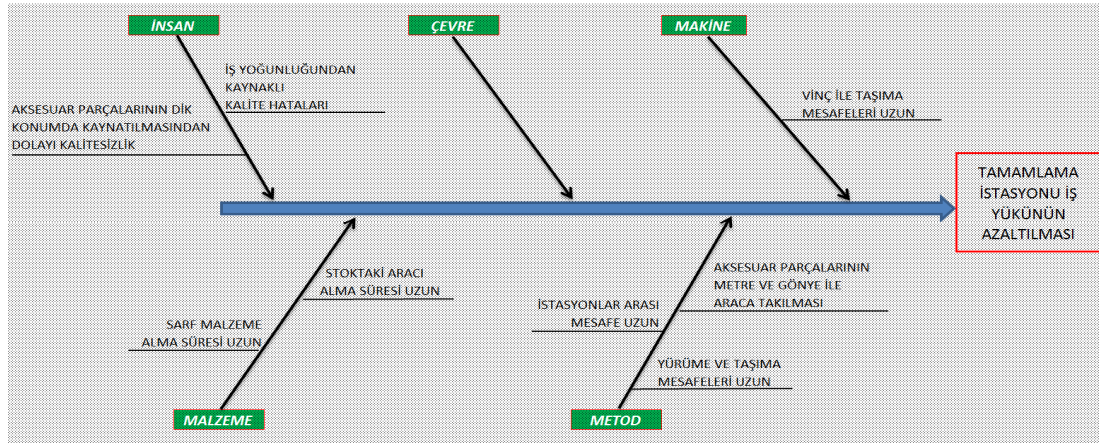 İNSAN
ÇEVRE
MAKİNE
İŞ YOĞUNLUĞUNDAN
KAYNAKLI
KALİTE HATALARI
AKSESUAR PARÇALARININ DİK
KONUMDA KAYNATILMASINDAN
DOLAYI KALİTESİZLİK
VİNÇ İLE TAŞIMA
MESAFELERİ UZUN
TAMAMLAMA
İSTASYONU İŞ
YÜKÜNÜN
AZALTILMASI
STOKTAKİ ARACI
ALMA SÜRESİ UZUN
SARF MALZEME
ALMA SÜRESİ UZUN
AKSESUAR PARÇALARININ
METRE VE GÖNYE İLE
ARACA TAKILMASI
İSTASYONLAR ARASI
MESAFE UZUN
YÜRÜME VE TAŞIMA
MESAFELERİ UZUN
MALZEME
METOD